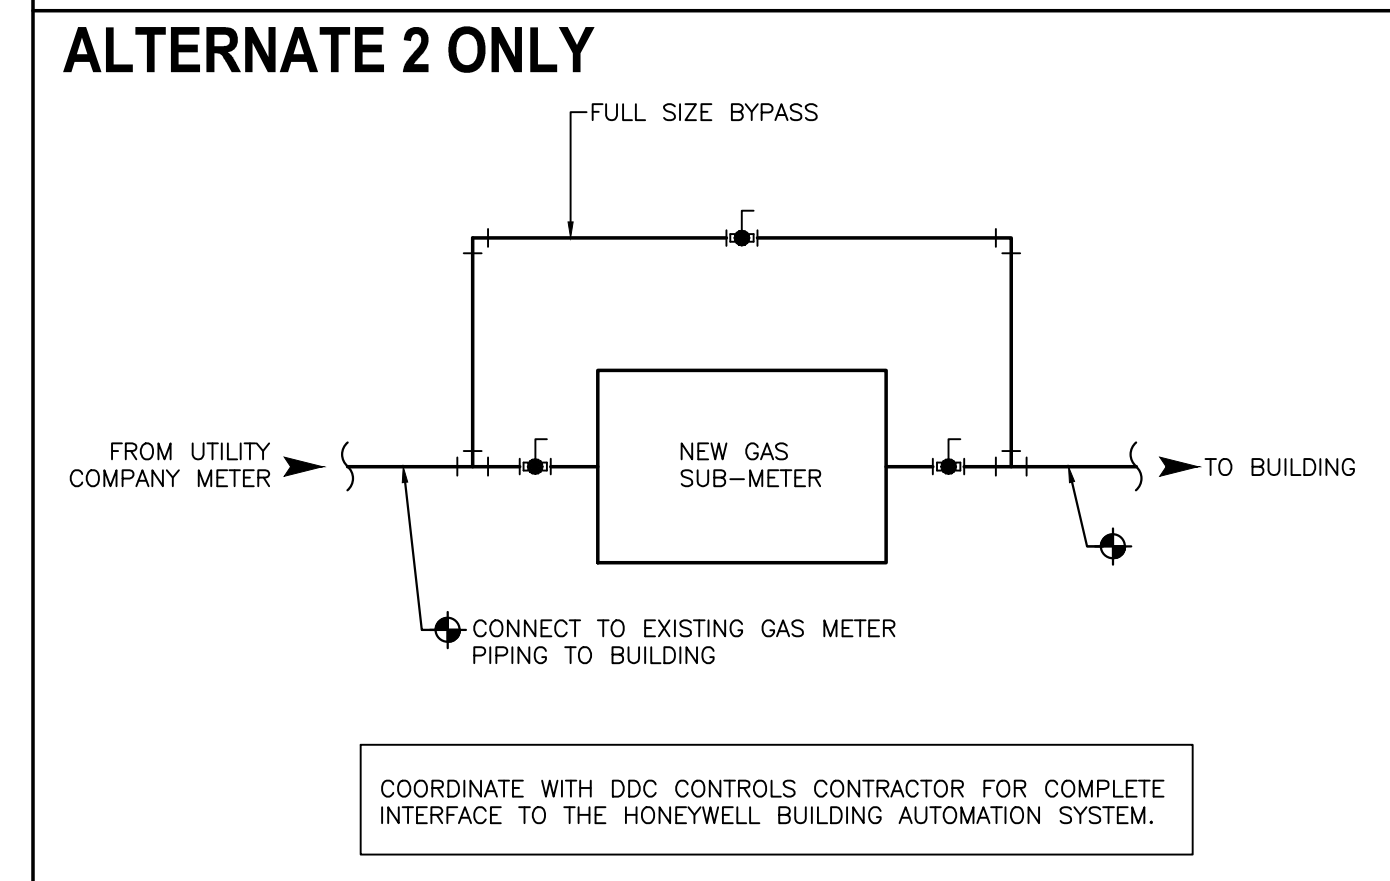 ALTERNATE 2 ONLY
FULL SIZE BYPASS
FROM UTILITY
COMPANY METER
NEW GAS
SUB-METER
TO BUILDING
CONNECT TO EXISTING GAS METER
PIPING TO BUILDING
COORDINATE WITH DDC CONTROLS CONTRACTOR FOR COMPLETE
INTERFACE TO THE HONEYWELL BUILDING AUTOMATION SYSTEM.